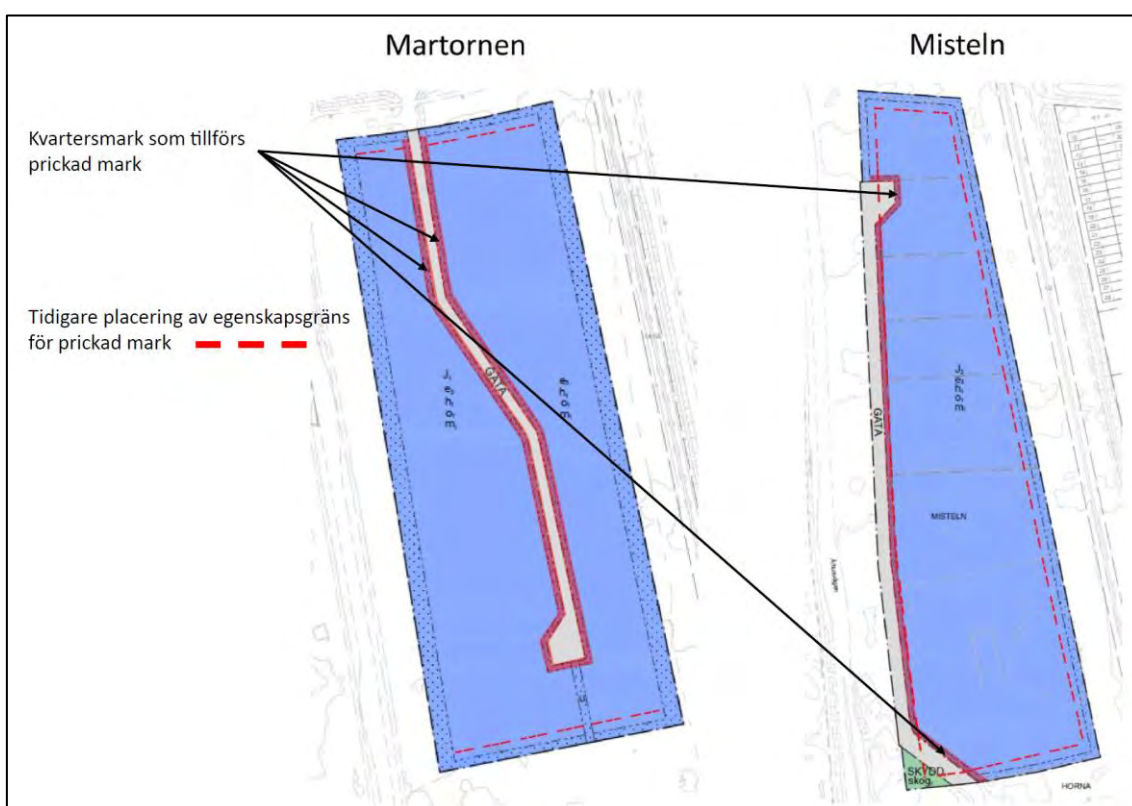 Martornen
Misteln
Kvartersmark som tillförs
prickad mark
Tidigare placering av egenskapsgräns
för prickad mark
GATA
GATA
MISTELN
SKYDD
skog
HORNA